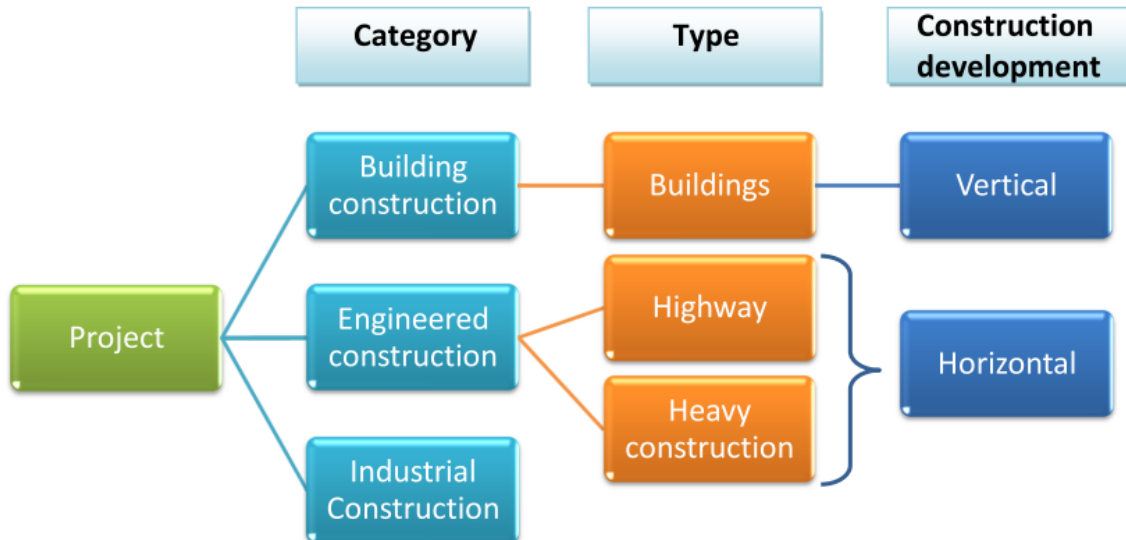 Category
Type
Construction
development
Building
construction
Buildings
Vertical
Project
Engineered
construction
Highway
Heavy
construction
Horizontal
Industrial
Construction